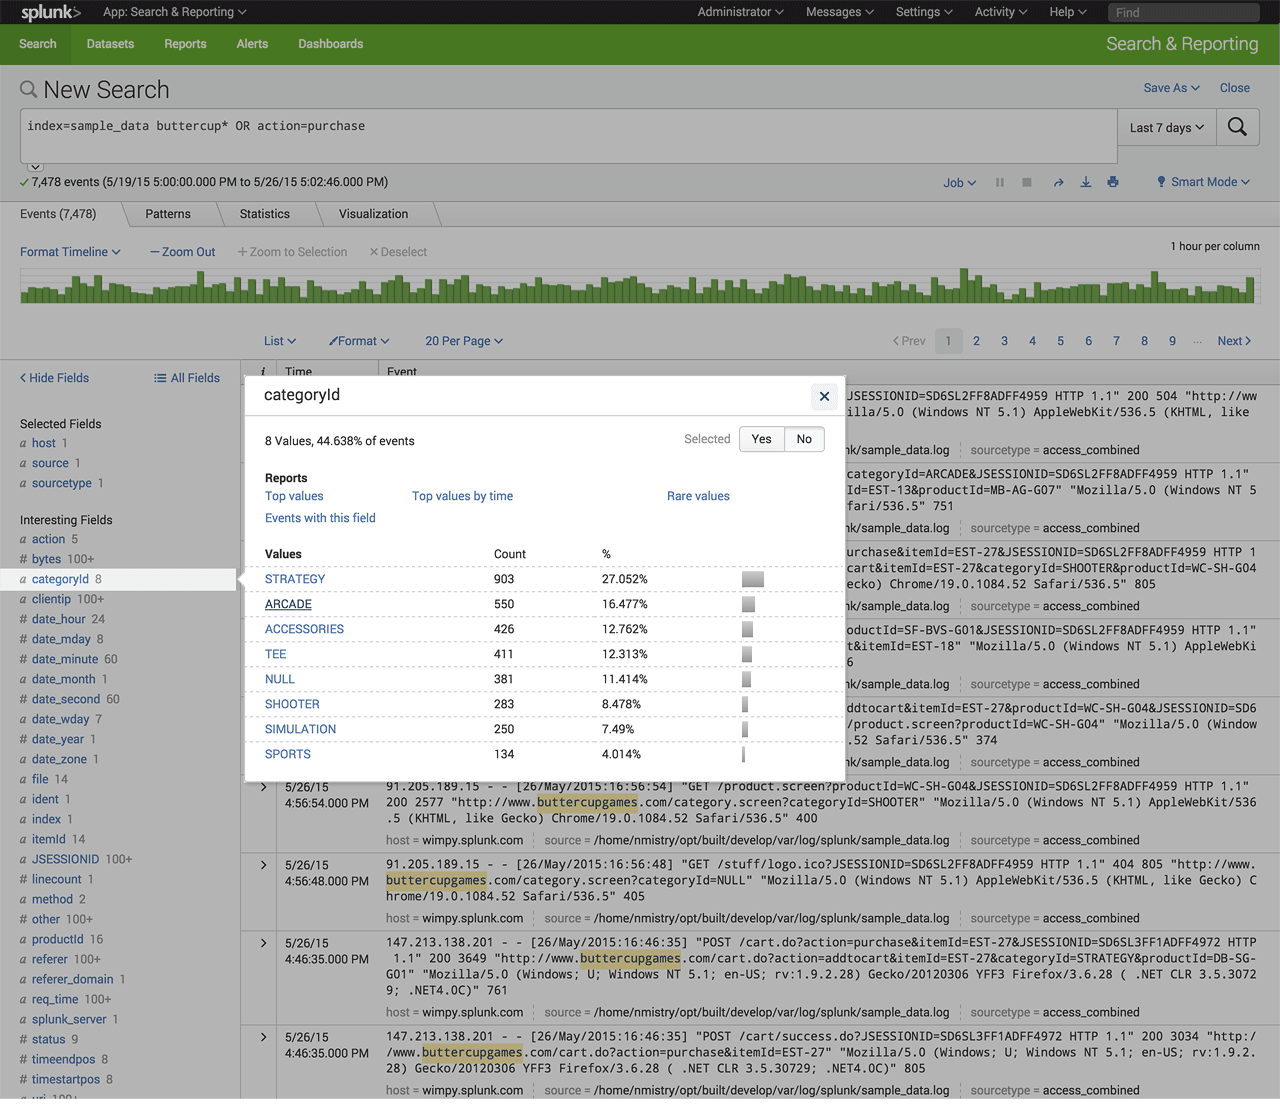 splunk> App: Search & Reporting Administrator Messages Settings Activity Help Find
Search Datasets Reports Alerts Dashboards Search & Reporting
New Search Save As Close
index=sample_data buttercup* OR action=purchase Last 7 days
7,478 events (5/19/15 5:00:00.000 PM to 5/26/15 5:02:46.000 PM) Job Smart Mode
Events (7,478) Patterns Statistics Visualization
Format Timeline — Zoom Out + Zoom to Selection × Deselect 1 hour per column
List Format 20 Per Page < Prev 1 2 3 4 5 6 7 8 9 ... Next >
< Hide Fields All Fields
i Time Event
Selected Fields
a host 1
a source 1
a sourcetype 1
Interesting Fields
a action 5
# bytes 100+
a categoryId 8
a clientip 100+
# date_hour 24
# date_mday 8
# date_minute 60
a date_month 1
# date_second 60
a date_wday 7
# date_year 1
a date_zone 1
a file 14
a ident 1
a index 1
a itemId 14
a JSESSIONID 100+
# linecount 1
a method 2
# other 100+
a productId 16
a referer 100+
a referer_domain 1
a req_time 100+
a splunk_server 1
# status 9
# timeendpos 8
# timestartpos 8
categoryId
8 Values, 44.638% of events Selected Yes No
Reports
Top values Top values by time Rare values
Events with this field
Values Count %
STRATEGY 903 27.052%
ARCADE 550 16.477%
ACCESSORIES 426 12.762%
TEE 411 12.313%
NULL 381 11.414%
SHOOTER 283 8.478%
SIMULATION 250 7.49%
SPORTS 134 4.014%
JSESSIONID=SD6SL2FF8ADFF4959 HTTP 1.1" 200 504 "http://ww
illa/5.0 (Windows NT 5.1) AppleWebKit/536.5 (KHTML, like
nk/sample_data.log sourcetype = access_combined
categoryId=ARCADE&JSESSIONID=SD6SL2FF8ADFF4959 HTTP 1.1"
Id=EST-13&productId=MB-AG-G07" "Mozilla/5.0 (Windows NT 5
fari/536.5" 751
nk/sample_data.log sourcetype = access_combined
urchase&itemId=EST-27&JSESSIONID=SD6SL2FF8ADFF4959 HTTP 1
cart&itemId=EST-27&categoryId=SHOOTER&productId=WC-SH-G04
ecko) Chrome/19.0.1084.52 Safari/536.5" 805
nk/sample_data.log sourcetype = access_combined
oductId=SF-BVS-G01&JSESSIONID=SD6SL2FF8ADFF4959 HTTP 1.1"
t&itemId=EST-18" "Mozilla/5.0 (Windows NT 5.1) AppleWebKi
6
nk/sample_data.log sourcetype = access_combined
ddtocart&itemId=EST-27&productId=WC-SH-G04&JSESSIONID=SD6
/product.screen?productId=WC-SH-G04" "Mozilla/5.0 (Window
.52 Safari/536.5" 374
nk/sample_data.log sourcetype = access_combined
5/26/15
4:56:54.000 PM
91.205.189.15 - - [26/May/2015:16:56:54] "GET /product.screen?productId=WC-SH-G04&JSESSIONID=SD6SL2FF8ADFF4959 HTTP 1.1"
200 2577 "http://www.buttercupgames.com/category.screen?categoryId=SHOOTER" "Mozilla/5.0 (Windows NT 5.1) AppleWebKit/536
.5 (KHTML, like Gecko) Chrome/19.0.1084.52 Safari/536.5" 400
host = wimpy.splunk.com source = /home/nmistry/opt/built/develop/var/log/splunk/sample_data.log sourcetype = access_combined
5/26/15
4:56:48.000 PM
91.205.189.15 - - [26/May/2015:16:56:48] "GET /stuff/logo.ico?JSESSIONID=SD6SL2FF8ADFF4959 HTTP 1.1" 404 805 "http://www.
buttercupgames.com/category.screen?categoryId=NULL" "Mozilla/5.0 (Windows NT 5.1) AppleWebKit/536.5 (KHTML, like Gecko) C
hrome/19.0.1084.52 Safari/536.5" 405
host = wimpy.splunk.com source = /home/nmistry/opt/built/develop/var/log/splunk/sample_data.log sourcetype = access_combined
5/26/15
4:46:35.000 PM
147.213.138.201 - - [26/May/2015:16:46:35] "POST /cart.do?action=purchase&itemId=EST-27&JSESSIONID=SD6SL3FF1ADFF4972 HTTP
1.1" 200 3649 "http://www.buttercupgames.com/cart.do?action=addtocart&itemId=EST-27&categoryId=STRATEGY&productId=DB-SG-
G01" "Mozilla/5.0 (Windows; U; Windows NT 5.1; en-US; rv:1.9.2.28) Gecko/20120306 YFF3 Firefox/3.6.28 ( .NET CLR 3.5.3072
9; .NET4.0C)" 761
host = wimpy.splunk.com source = /home/nmistry/opt/built/develop/var/log/splunk/sample_data.log sourcetype = access_combined
5/26/15
4:46:35.000 PM
147.213.138.201 - - [26/May/2015:16:46:35] "POST /cart/success.do?JSESSIONID=SD6SL3FF1ADFF4972 HTTP 1.1" 200 3034 "http:/
/www.buttercupgames.com/cart.do?action=purchase&itemId=EST-27" "Mozilla/5.0 (Windows; U; Windows NT 5.1; en-US; rv:1.9.2.
28) Gecko/20120306 YFF3 Firefox/3.6.28 ( .NET CLR 3.5.30729; .NET4.0C)" 805
host = wimpy.splunk.com source = /home/nmistry/opt/built/develop/var/log/splunk/sample_data.log sourcetype = access_combined